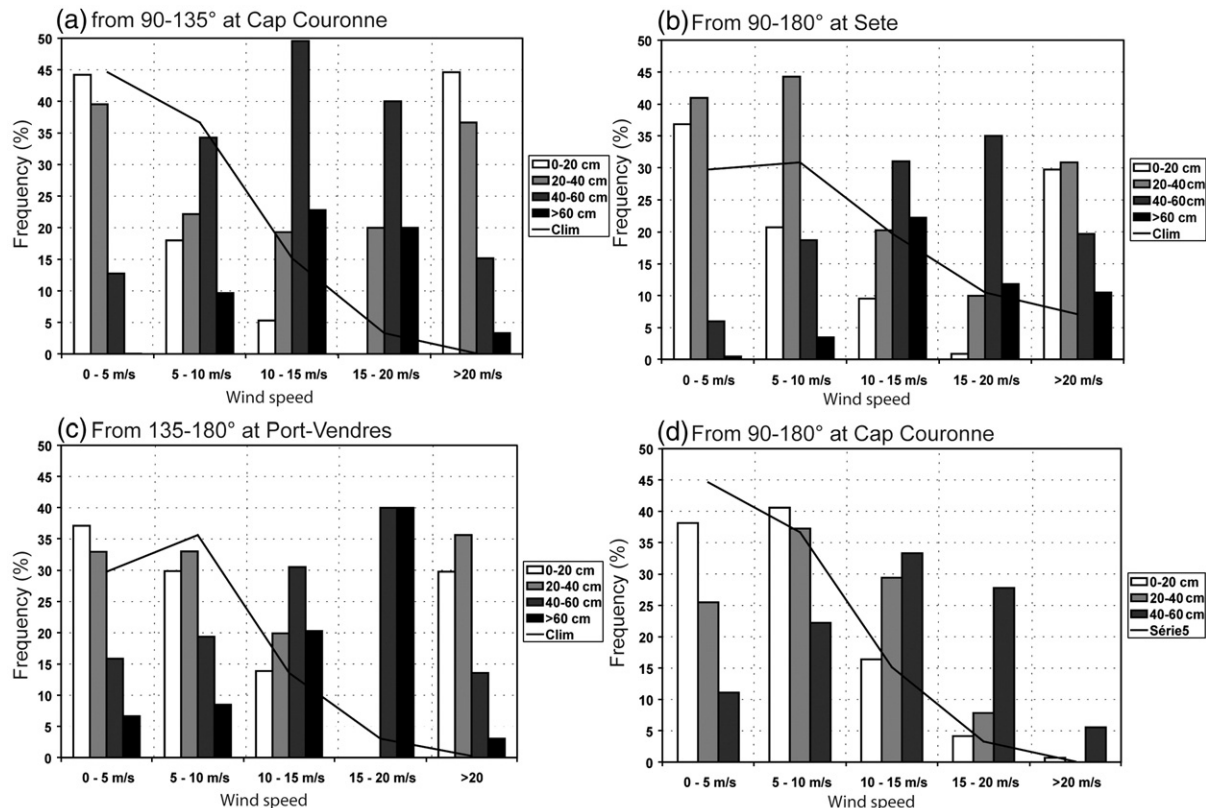 (a) from 90-135° at Cap Couronne
50
45
40
35
30
25
20
15
10
5
0
Frequency (%)
0 - 5 m/s 5 - 10 m/s 10 - 15 m/s 15 - 20 m/s >20 m/s
Wind speed
0-20 cm
20-40 cm
40-60 cm
>60 cm
Clim
(b) From 90-180° at Sete
50
45
40
35
30
25
20
15
10
5
0
Frequency (%)
0 - 5 m/s 5 - 10 m/s 10 - 15 m/s 15 - 20 m/s >20 m/s
Wind speed
0-20 cm
20-40 cm
40-60 cm
>60 cm
Clim
(c) From 135-180° at Port-Vendres
50
45
40
35
30
25
20
15
10
5
0
Frequency (%)
0 - 5 m/s 5 - 10 m/s 10 - 15 m/s 15 - 20 m/s >20
Wind speed
0-20 cm
20-40 cm
40-60 cm
>60 cm
Clim
(d) From 90-180° at Cap Couronne
50
45
40
35
30
25
20
15
10
5
0
Frequency (%)
0 - 5 m/s 5 - 10 m/s 10 - 15 m/s 15 - 20 m/s >20 m/s
Wind speed
0-20 cm
20-40 cm
40-60 cm
Série5